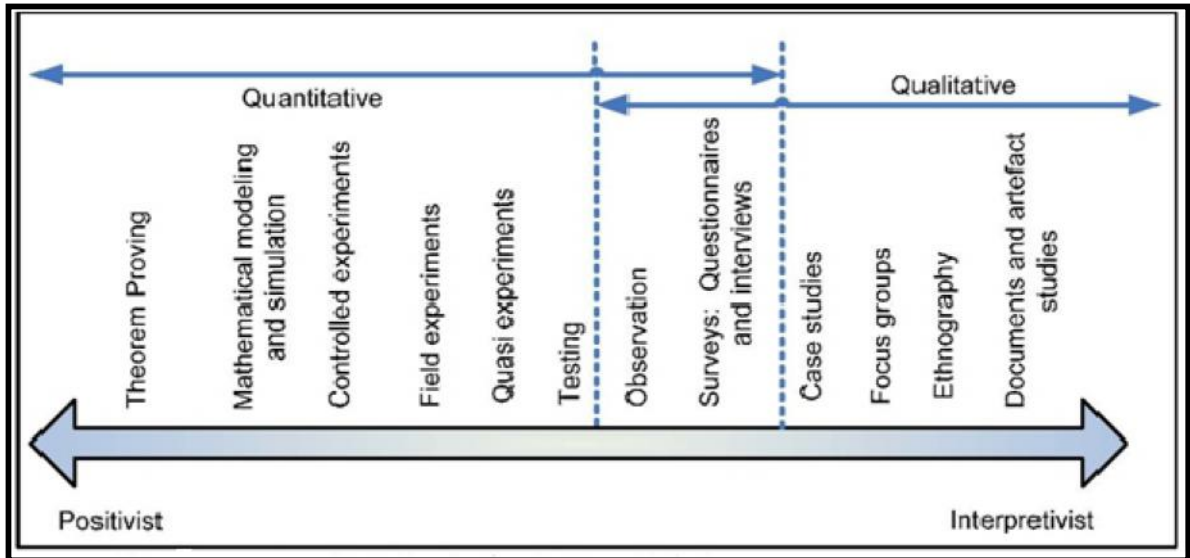 Quantitative
Qualitative
Theorem Proving
Mathematical modeling
and simulation
Controlled experiments
Field experiments
Quasi experiments
Testing
Observation
Surveys: Questionnaires
and interviews
Case studies
Focus groups
Ethnography
Documents and artefact
studies
Positivist
Interpretivist